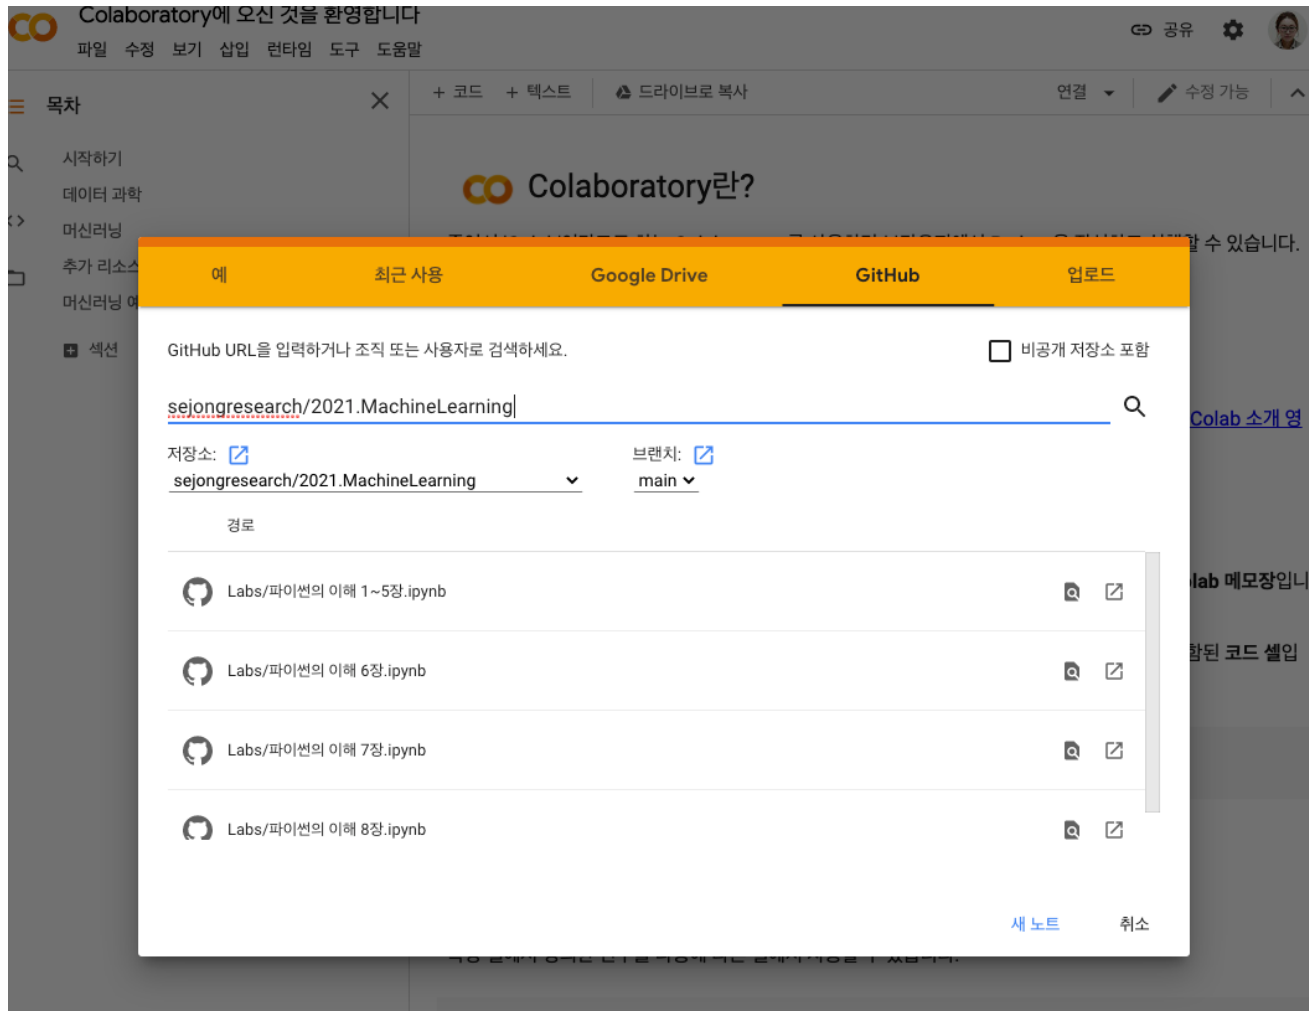 Colaboratory에 오신 것을 환영합니다
파일 수정 보기 삽입 런타임 도구 도움말
공유
목차
+ 코드 + 텍스트 드라이브로 복사
연결 수정 가능
시작하기
데이터 과학
머신러닝
추가 리소스
머신러닝 예
섹션
Colaboratory란?
할 수 있습니다.
예 최근 사용 Google Drive GitHub 업로드
GitHub URL을 입력하거나 조직 또는 사용자로 검색하세요.
비공개 저장소 포함
sejongresearch/2021.MachineLearning
Colab 소개 영
저장소: 브랜치:
sejongresearch/2021.MachineLearning main
경로
Labs/파이썬의 이해 1~5장.ipynb
lab 메모장입니
Labs/파이썬의 이해 6장.ipynb
함된 코드 셀입
Labs/파이썬의 이해 7장.ipynb
Labs/파이썬의 이해 8장.ipynb
새 노트 취소